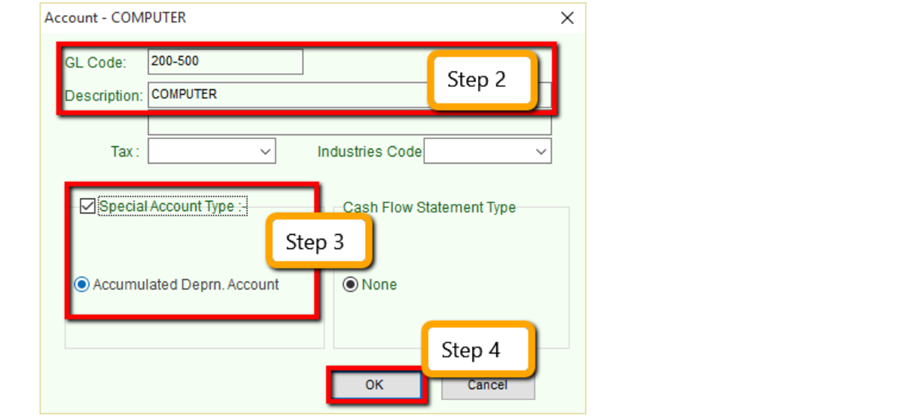 Account - COMPUTER
GL Code: 200-500
Step 2
Description: COMPUTER
Tax : Industries Code
Special Account Type :- Cash Flow Statement Type
Step 3
Accumulated Deprn. Account None
Step 4
OK Cancel